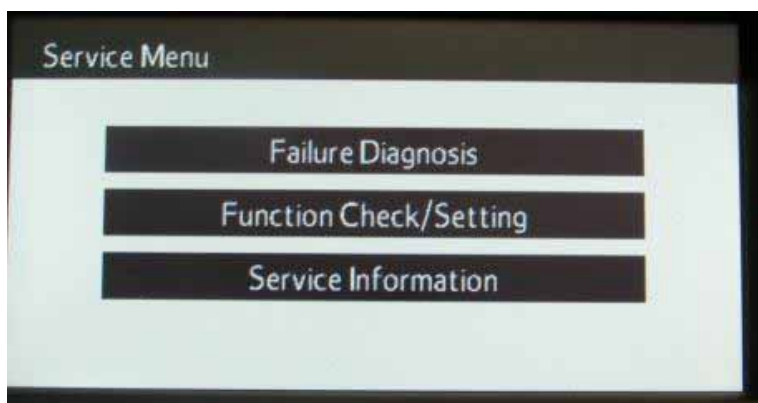 Service Menu
Failure Diagnosis
Function Check/Setting
Service Information